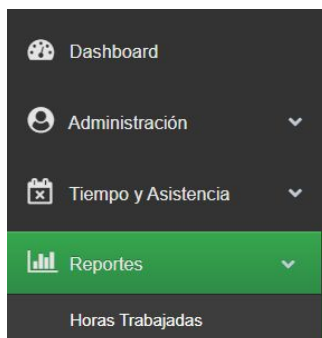 Dashboard
Administración
Tiempo y Asistencia
Reportes
Horas Trabajadas